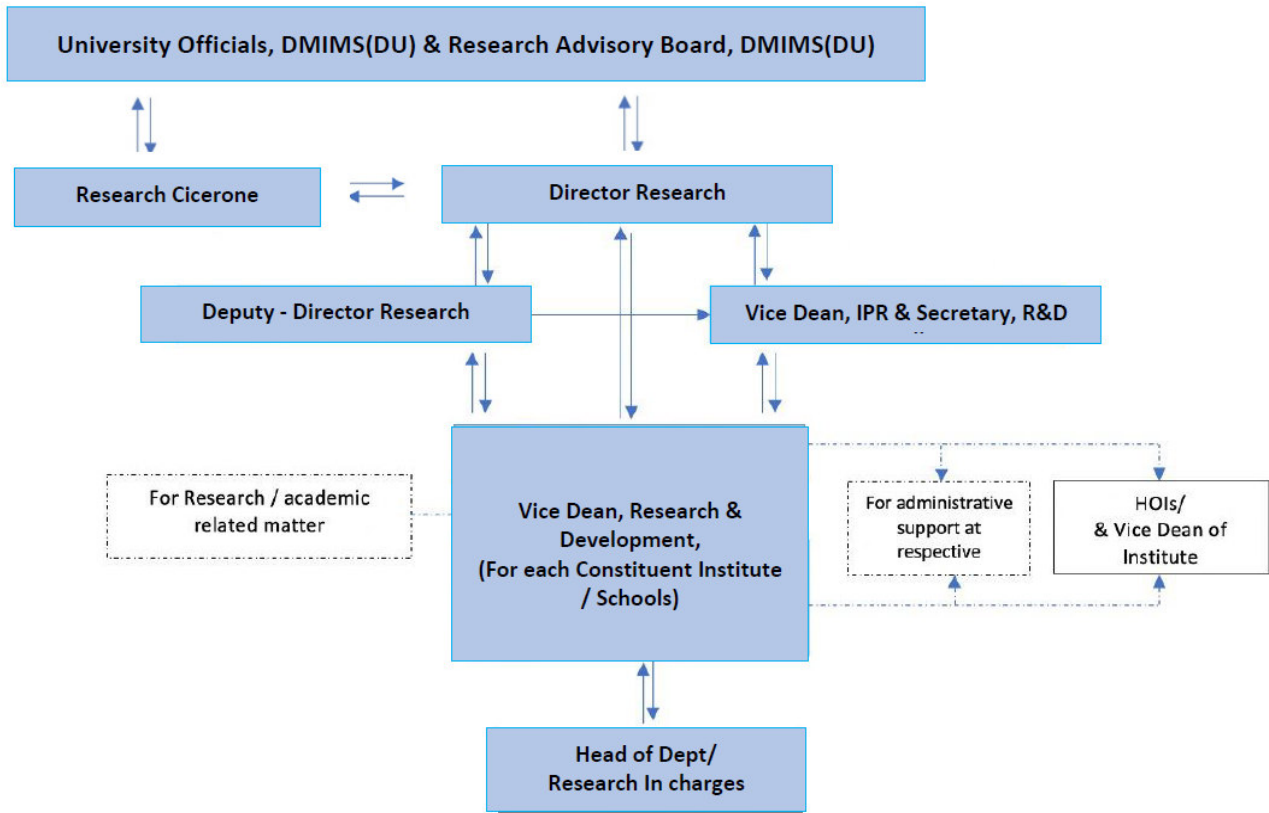 University Officials, DMIMS(DU) & Research Advisory Board, DMIMS(DU)
Research Cicerone
Director Research
Deputy - Director Research
Vice Dean, IPR & Secretary, R&D
For Research / academic
related matter
Vice Dean, Research &
Development,
(For each Constituent Institute
/ Schools)
For administrative
support at
respective
HOIs/
& Vice Dean of
Institute
Head of Dept/
Research In charges